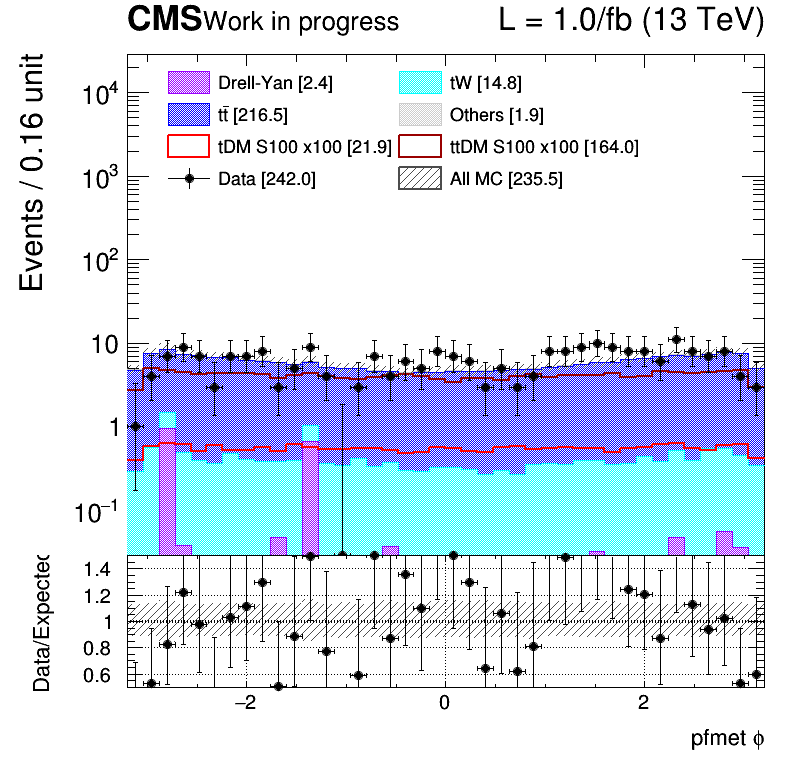 CMS Work in progress L = 1.0/fb (13 TeV)
Events / 0.16 unit
Drell-Yan [2.4] tW [14.8]
tt̄ [216.5] Others [1.9]
tDM S100 x100 [21.9] ttDM S100 x100 [164.0]
Data [242.0] All MC [235.5]
10⁴
10³
10²
10
1
10⁻¹
Data/Expected
1.4
1.2
1
0.8
0.6
−2 0 2
pfmet ϕ